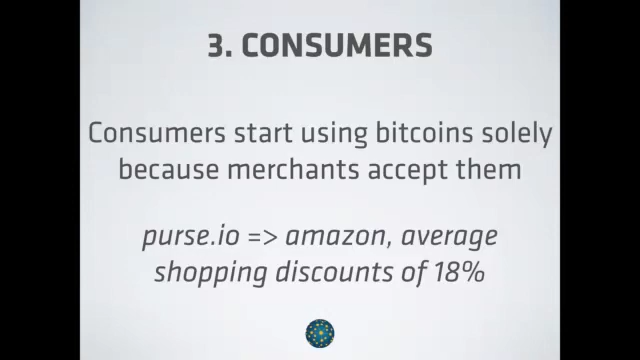 3. CONSUMERS
Consumers start using bitcoins solely
because merchants accept them
purse.io => amazon, average
shopping discounts of 18%